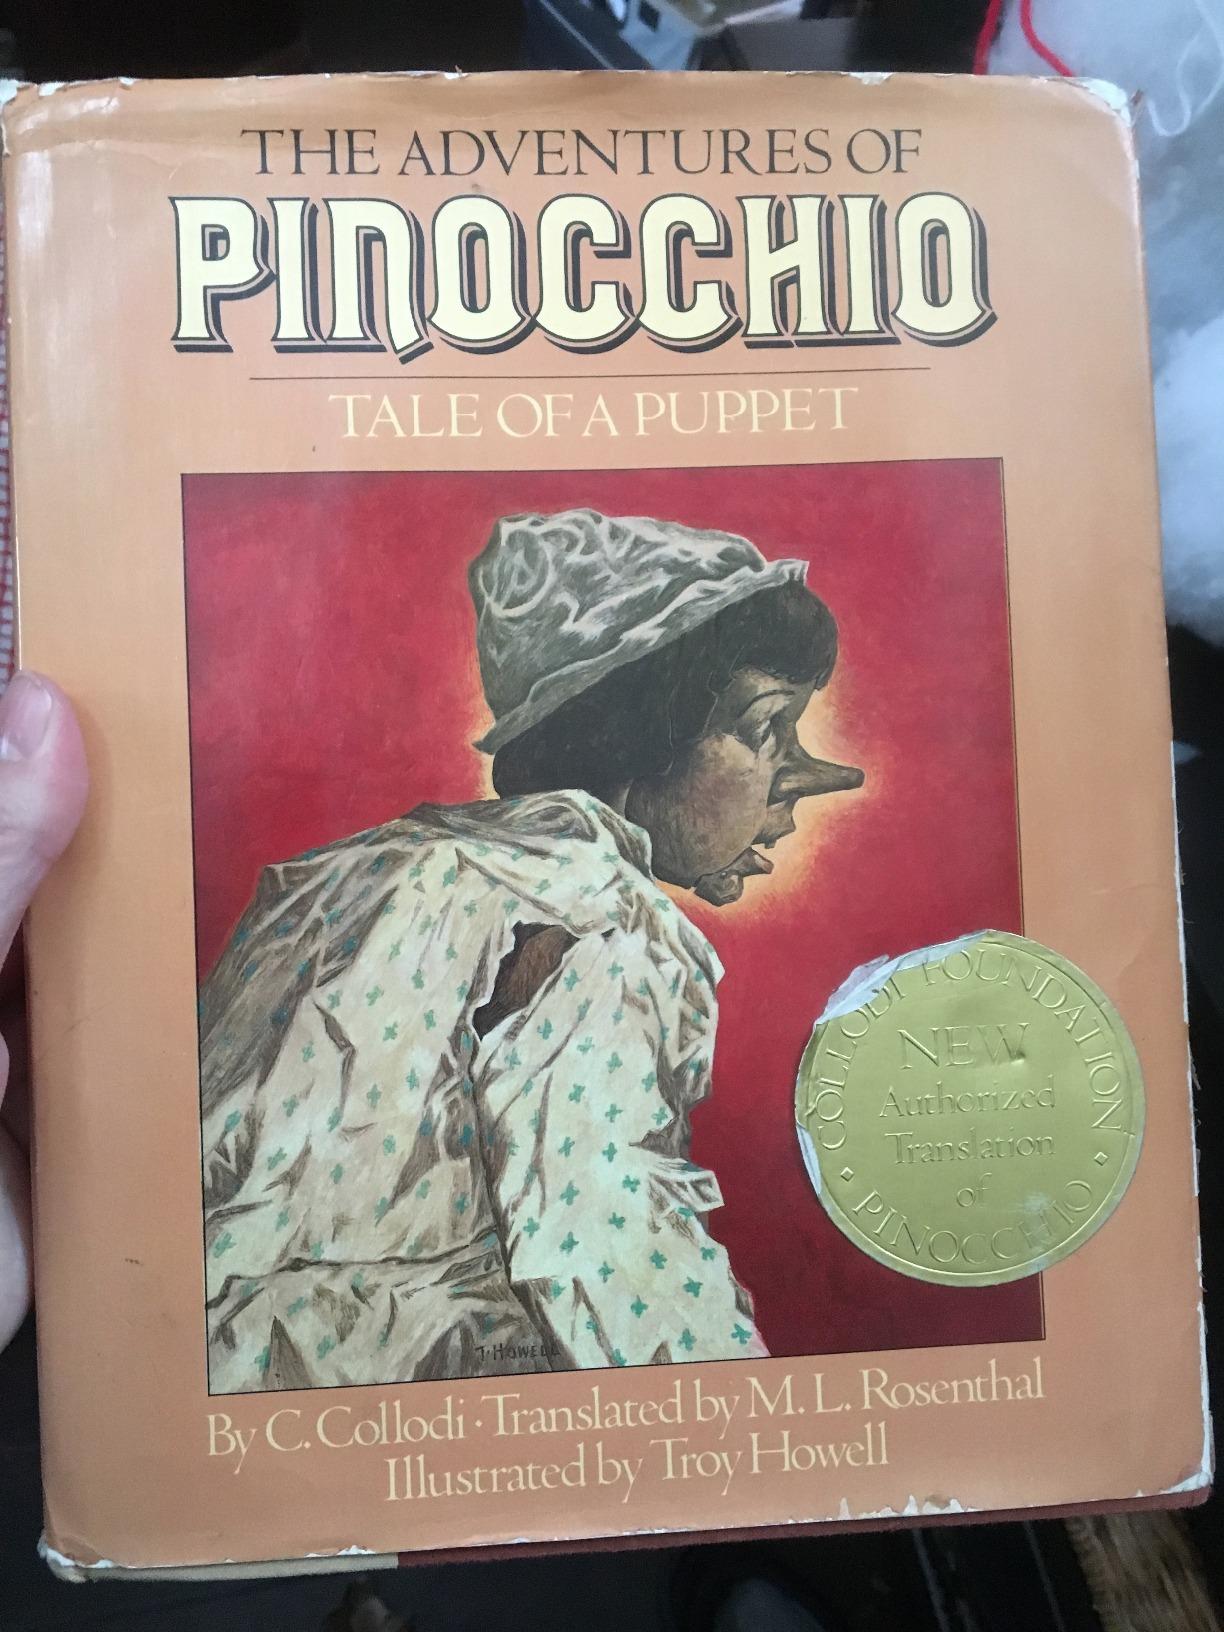 THE ADVENTURES OF
PINOCCHIO
TALE OF A PUPPET
COLLODI FOUNDATION
NEW
Authorized
Translation
of
PINOCCHIO
T. HOWELL
By C. Collodi · Translated by M. L. Rosenthal
Illustrated by Troy Howell